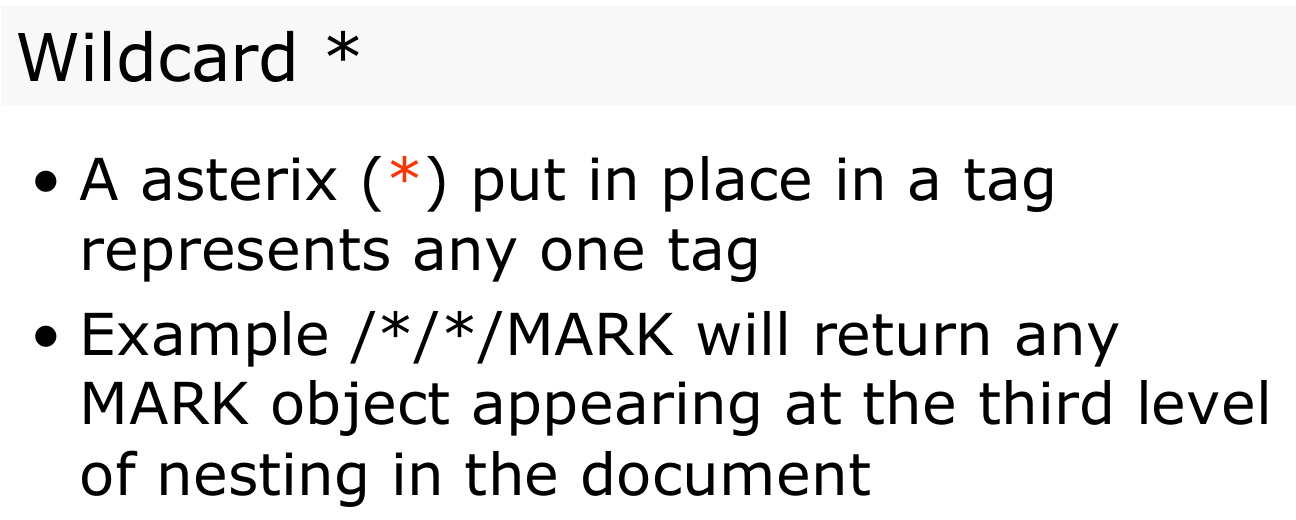 Wildcard *
• A asterix (*) put in place in a tag
represents any one tag
• Example /*/*/MARK will return any
MARK object appearing at the third level
of nesting in the document